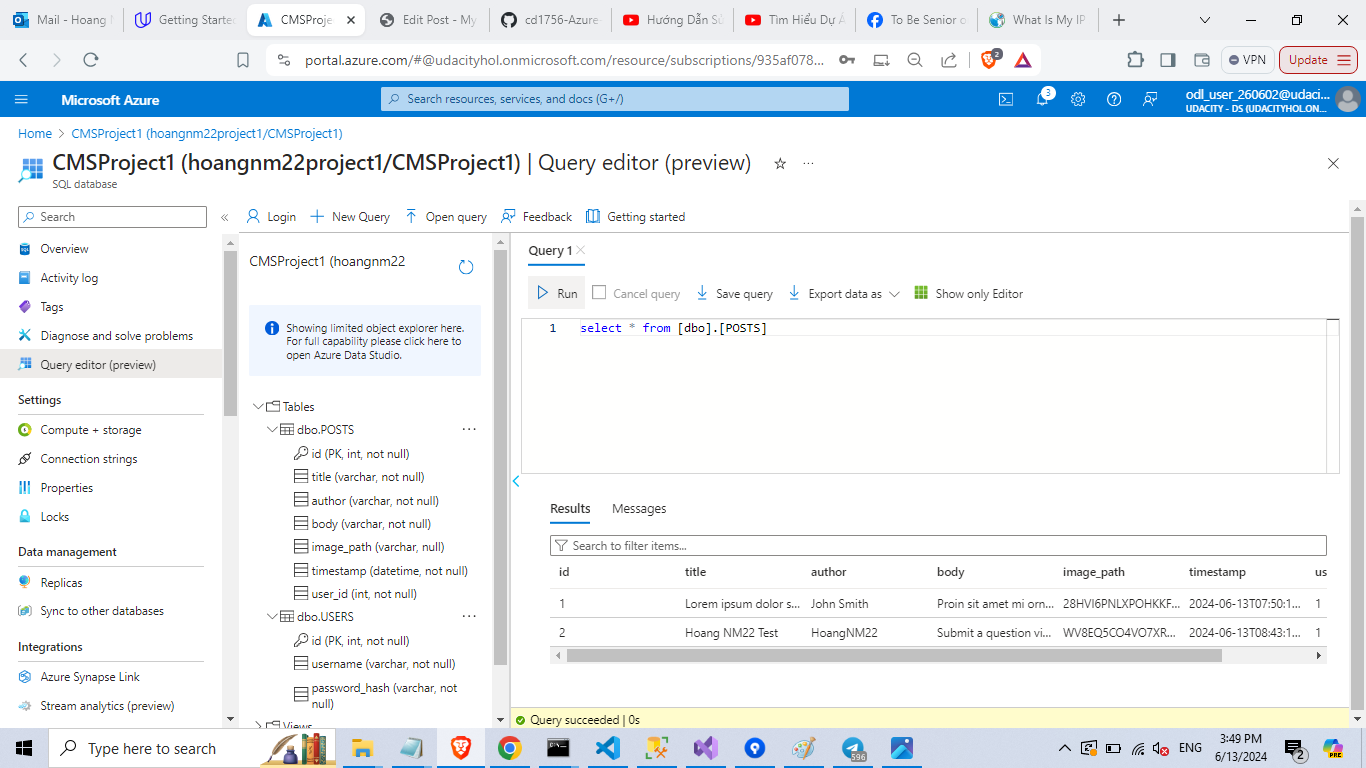 Mail - Hoang N
Getting Started
CMSProje
Edit Post - My
cd1756-Azure
Hướng Dẫn Sử
Tìm Hiểu Dự Á
To Be Senior o
What Is My IP
portal.azure.com/#@udacityhol.onmicrosoft.com/resource/subscriptions/935af078...
2
VPN
Update
Microsoft Azure
Search resources, services, and docs (G+/)
3
odl_user_260602@udaci...
UDACITY - DS (UDACITYHOL.ON...
Home > CMSProject1 (hoangnm22project1/CMSProject1)
CMSProject1 (hoangnm22project1/CMSProject1) | Query editor (preview)
SQL database
Search
Login
New Query
Open query
Feedback
Getting started
Overview
Activity log
Tags
Diagnose and solve problems
Query editor (preview)
Settings
Compute + storage
Connection strings
Properties
Locks
Data management
Replicas
Sync to other databases
Integrations
Azure Synapse Link
Stream analytics (preview)
CMSProject1 (hoangnm22
Showing limited object explorer here.
For full capability please click here to
open Azure Data Studio.
Tables
dbo.POSTS
id (PK, int, not null)
title (varchar, not null)
author (varchar, not null)
body (varchar, not null)
image_path (varchar, null)
timestamp (datetime, not null)
user_id (int, not null)
dbo.USERS
id (PK, int, not null)
username (varchar, not null)
password_hash (varchar, not
null)
Views
Query 1
Run
Cancel query
Save query
Export data as
Show only Editor
1 select * from [dbo].[POSTS]
Results
Messages
Search to filter items...
id title author body image_path timestamp us
1 Lorem ipsum dolor s... John Smith Proin sit amet mi orn... 28HVI6PNLXPOHKKF... 2024-06-13T07:50:1... 1
2 Hoang NM22 Test HoangNM22 Submit a question vi... WV8EQ5CO4VO7XR... 2024-06-13T08:43:1... 1
Query succeeded | 0s
Type here to search
596
ENG
3:49 PM
6/13/2024
2
PRE